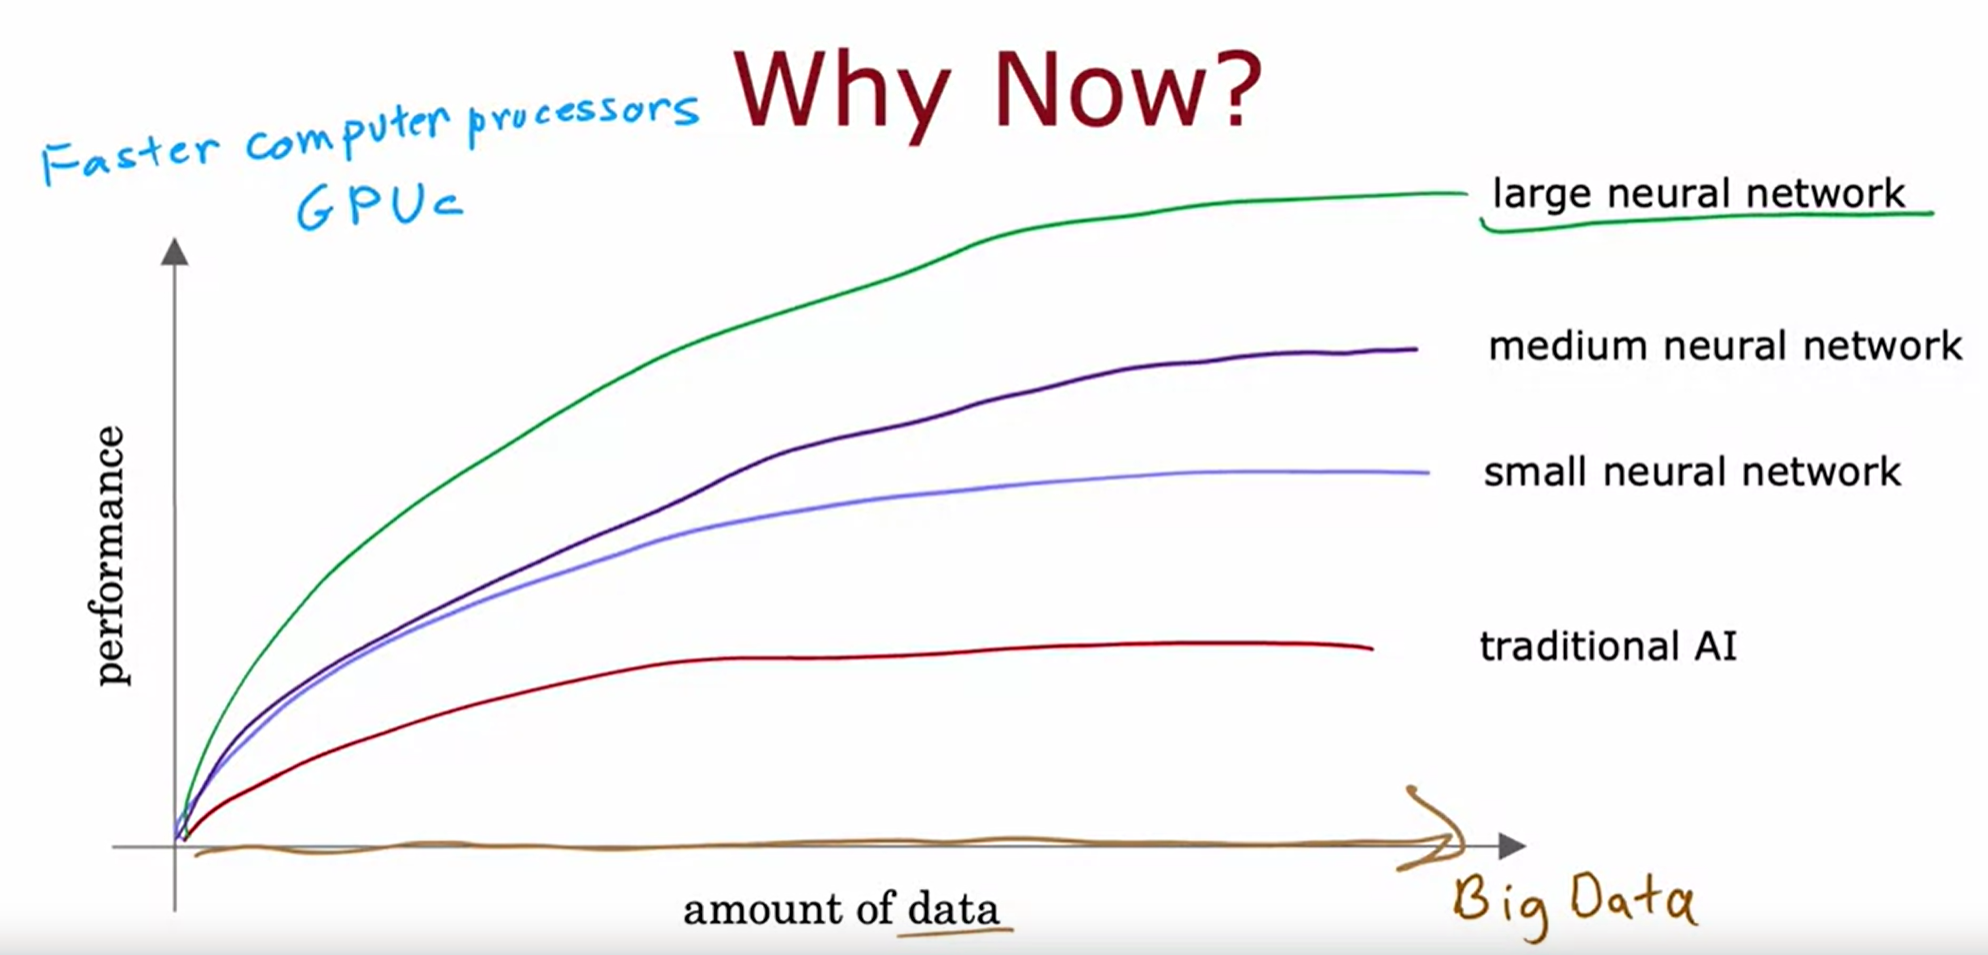 Why Now?
Faster computer processors
GPUs
large neural network
medium neural network
small neural network
traditional AI
performance
amount of data
Big Data